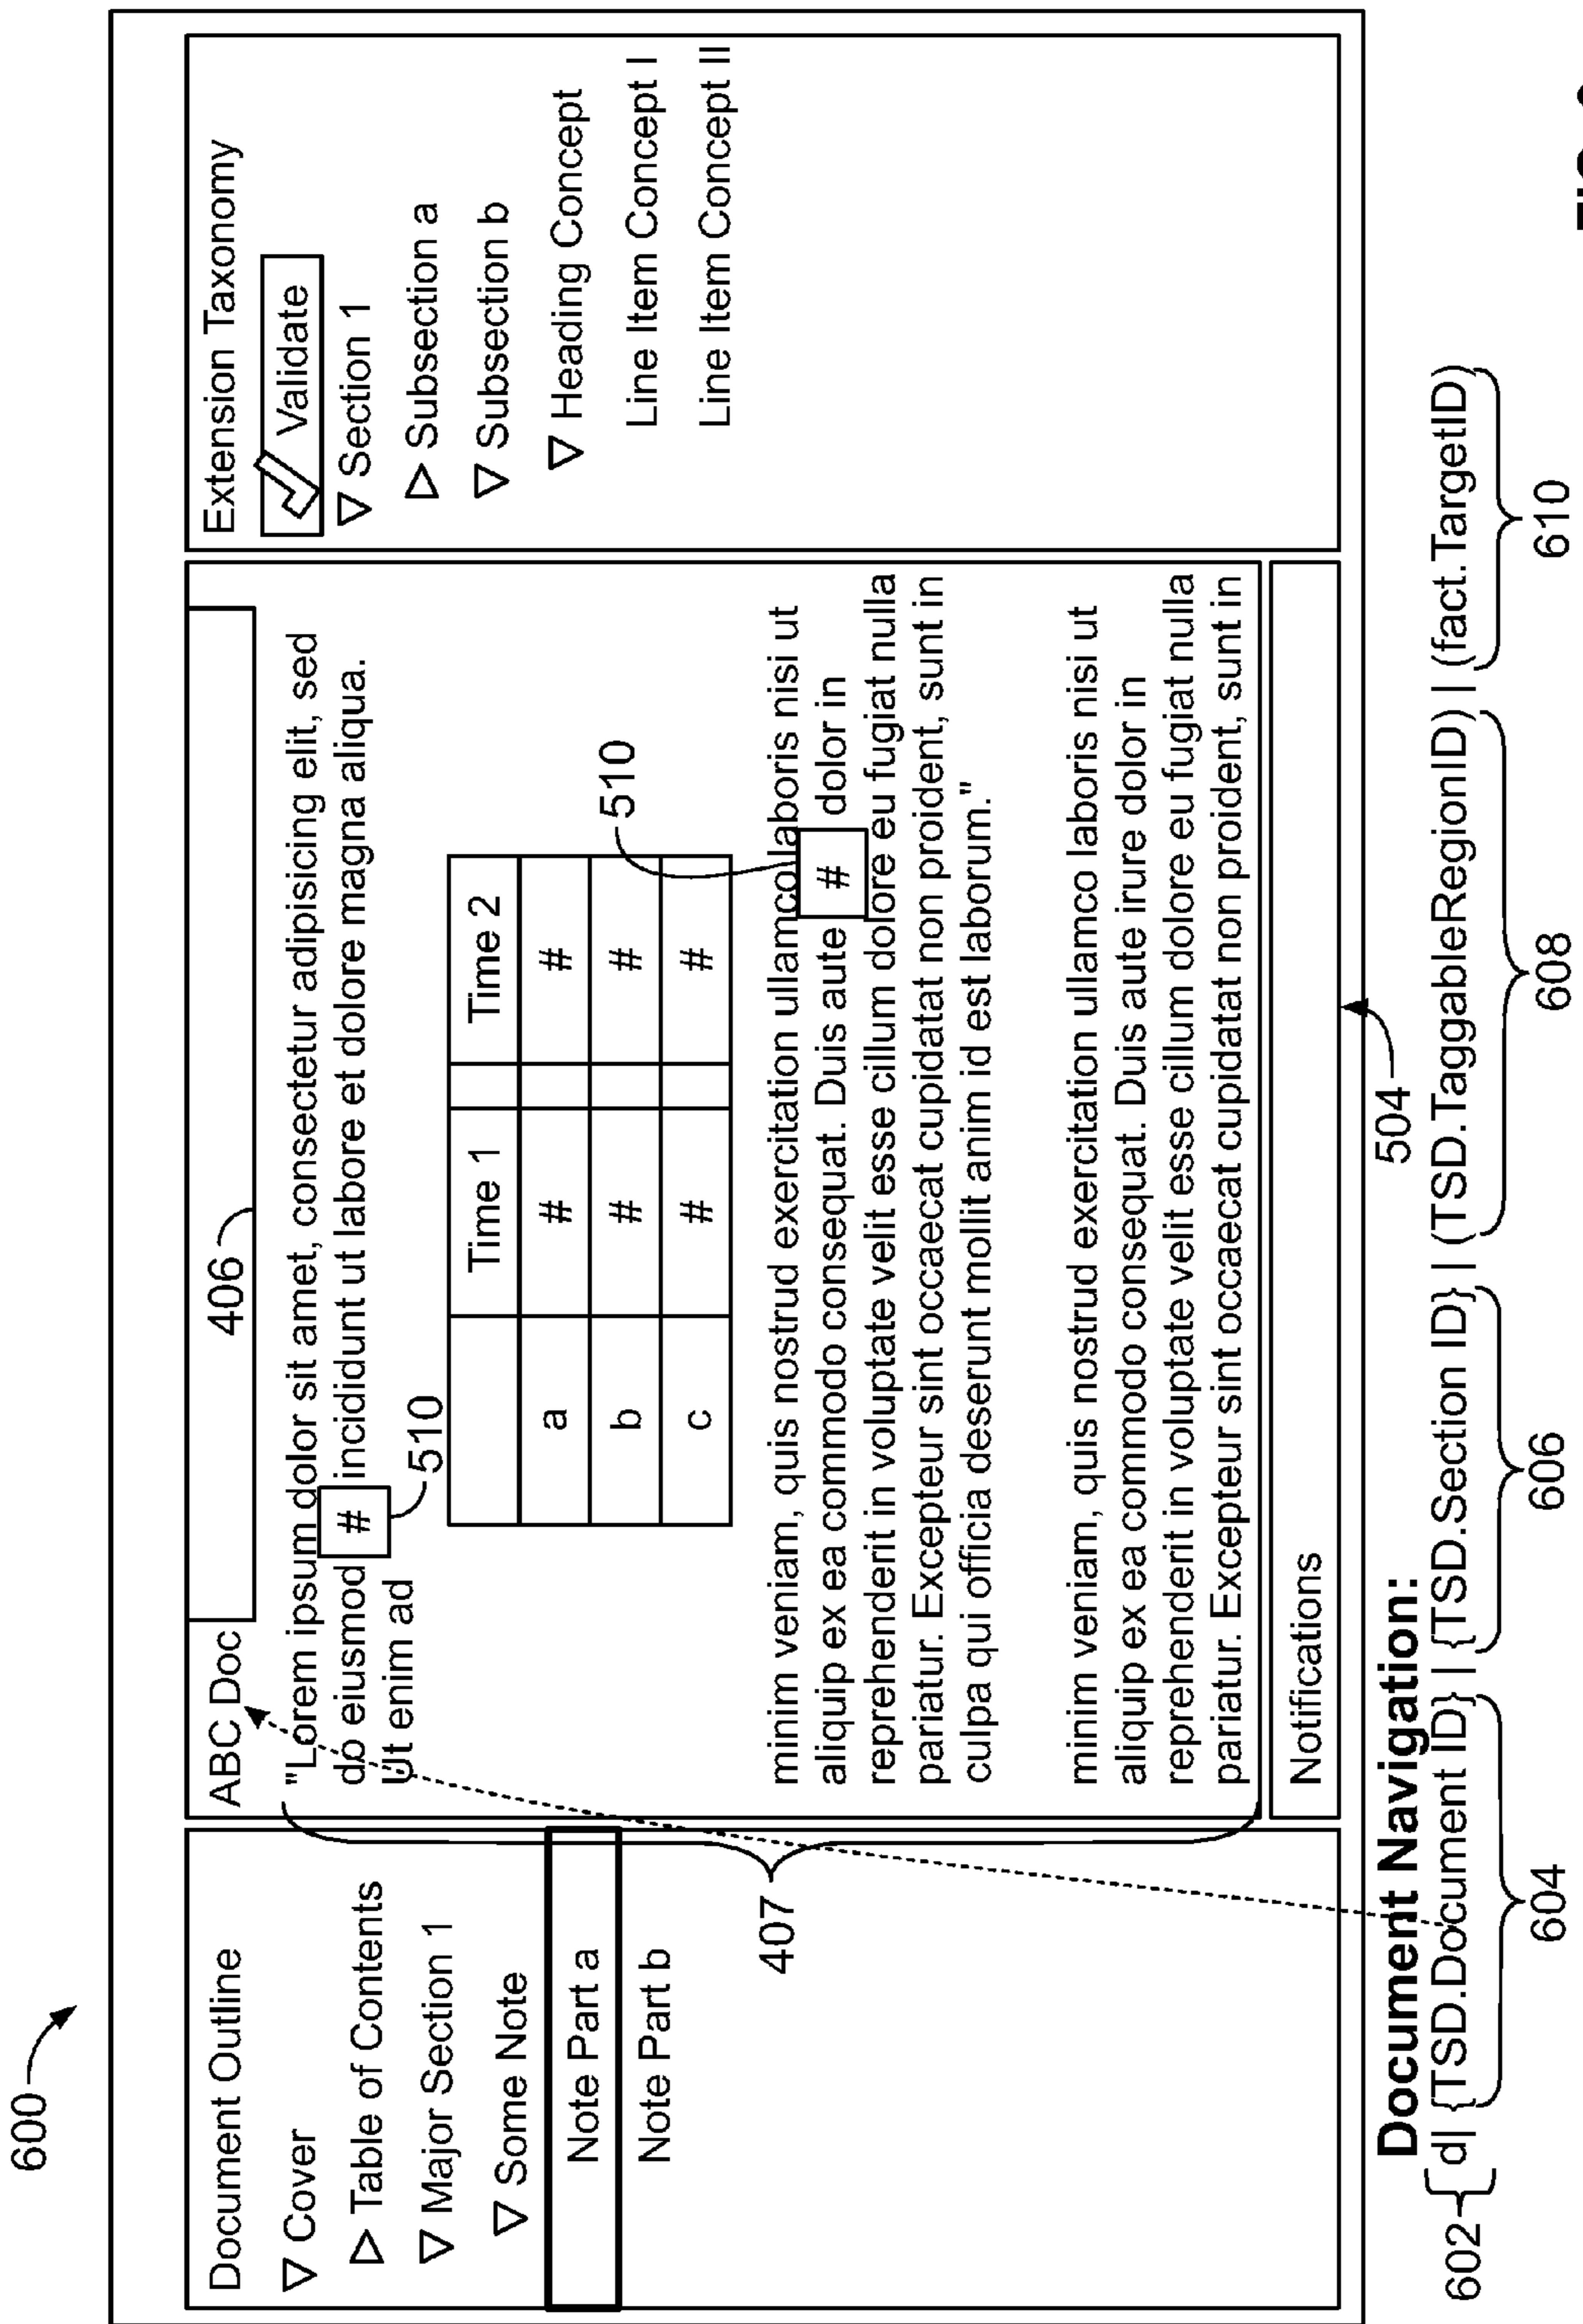 600
Document Outline
▽ Cover
▷ Table of Contents
▽ Major Section 1
▽ Some Note
Note Part a
Note Part b
407
ABC Doc
406
"Lorem ipsum dolor sit amet, consectetur adipisicing elit, sed
do eiusmod # incididunt ut labore et dolore magna aliqua.
Ut enim ad
510
Time 1 Time 2
a # #
b # #
c # #
510
minim veniam, quis nostrud exercitation ullamco laboris nisi ut
aliquip ex ea commodo consequat. Duis aute # dolor in
reprehenderit in voluptate velit esse cillum dolore eu fugiat nulla
pariatur. Excepteur sint occaecat cupidatat non proident, sunt in
culpa qui officia deserunt mollit anim id est laborum."
minim veniam, quis nostrud exercitation ullamco laboris nisi ut
aliquip ex ea commodo consequat. Duis aute irure dolor in
reprehenderit in voluptate velit esse cillum dolore eu fugiat nulla
pariatur. Excepteur sint occaecat cupidatat non proident, sunt in
Notifications
504
Extension Taxonomy
Validate
▽ Section 1
▷ Subsection a
▽ Subsection b
▽ Heading Concept
Line Item Concept I
Line Item Concept II
Document Navigation:
602 d| {TSD.Document ID} | {TSD.Section ID} | (TSD.TaggableRegionID) | (fact.TargetID)
604 606 608 610